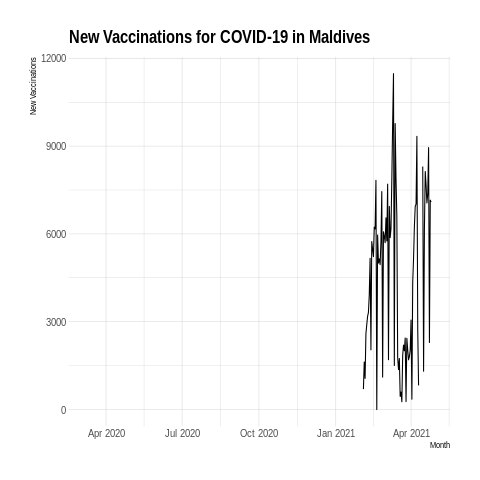 New Vaccinations for COVID-19 in Maldives
New Vaccinations
12000
9000
6000
3000
0
Apr 2020 Jul 2020 Oct 2020 Jan 2021 Apr 2021
Month